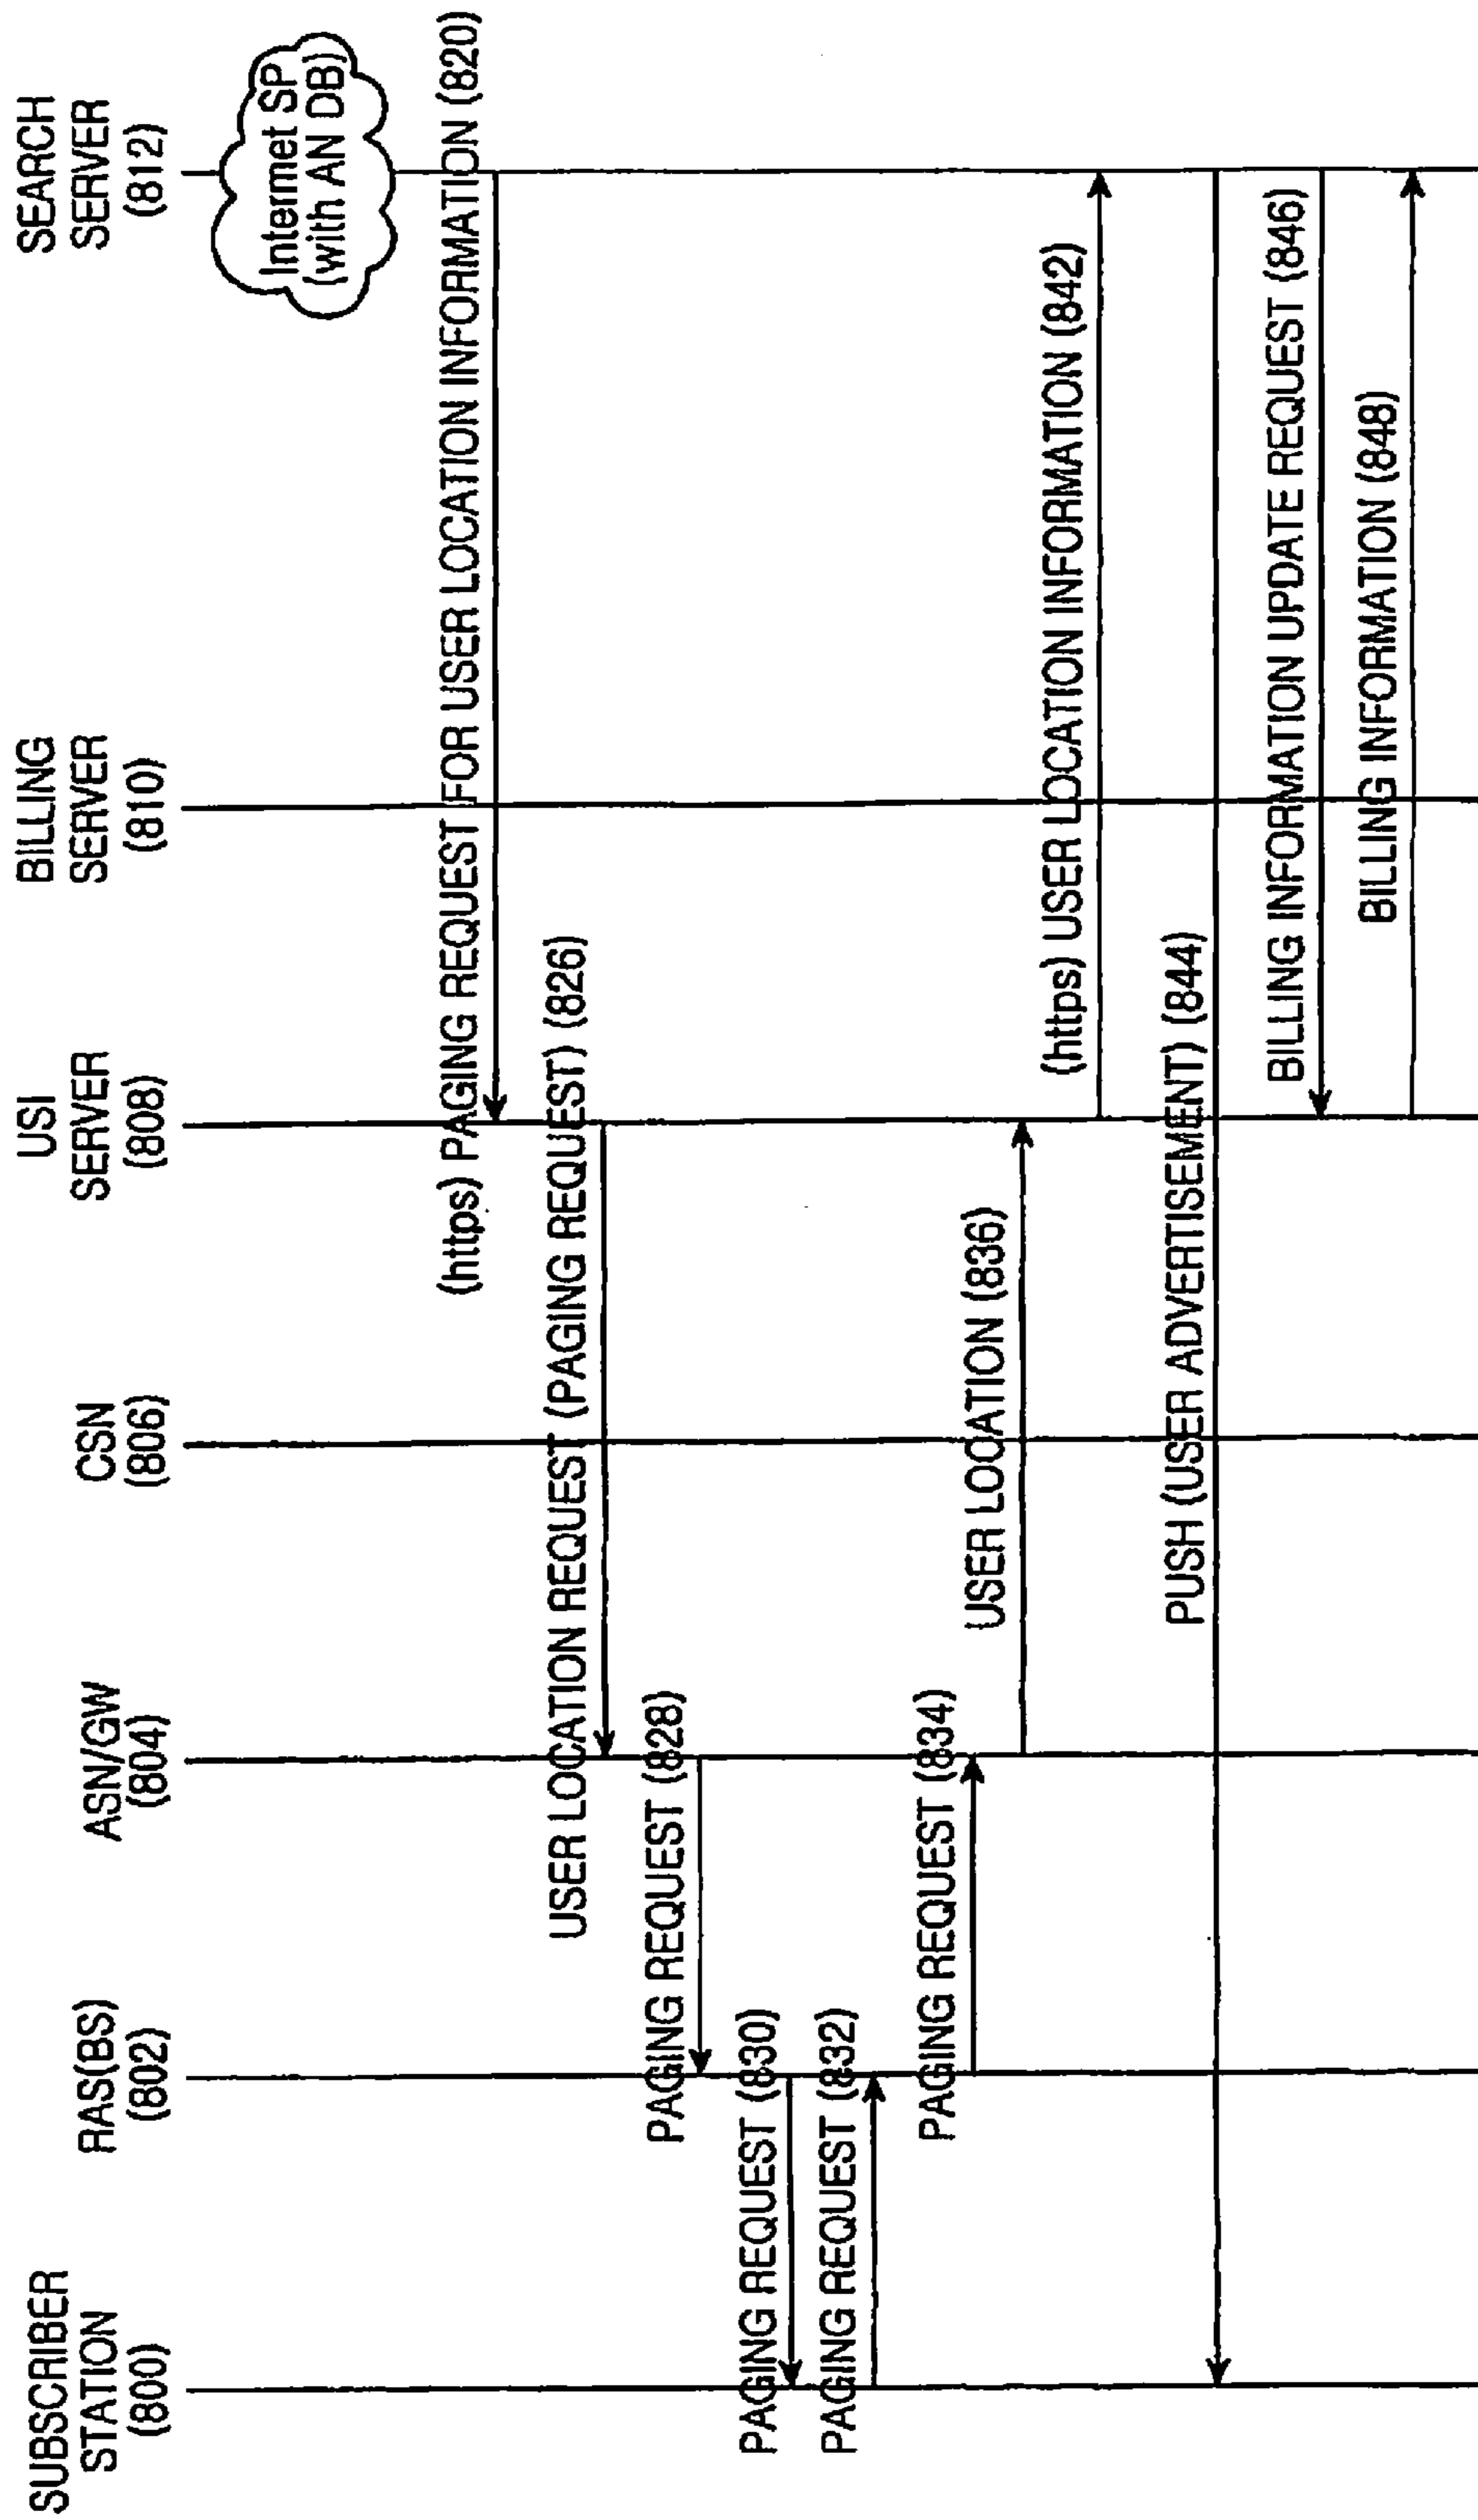 SUBSCRIBER
STATION
(800)
RAS(BS)
(802)
ASN/GW
(804)
CSN
(806)
USI
SERVER
(808)
BILLING
SERVER
(810)
SEARCH
SERVER
(812)
Internet SP
(with AN DB)
(https) PAGING REQUEST FOR USER LOCATION INFORMATION (820)
USER LOCATION REQUEST (PAGING REQUEST) (826)
PAGING REQUEST (828)
PAGING REQUEST (830)
PAGING REQUEST (832)
PAGING REQUEST (834)
USER LOCATION (836)
(https) USER LOCATION INFORMATION (842)
PUSH (USER ADVERTISEMENT) (844)
BILLING INFORMATION UPDATE REQUEST (846)
BILLING INFORMATION (848)